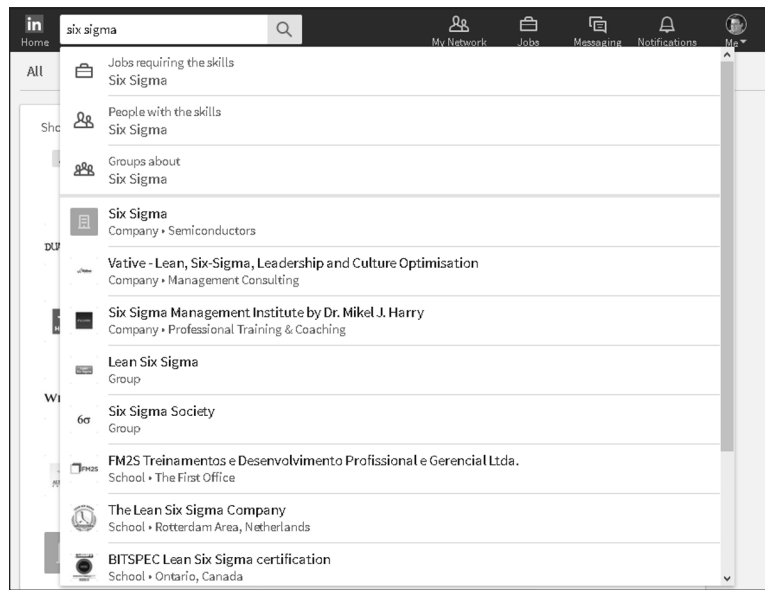 in
six sigma
Home
My Network
Jobs
Messaging
Notifications
Me
All
Jobs requiring the skills
Six Sigma
Sho
People with the skills
Six Sigma
Groups about
Six Sigma
Six Sigma
Company • Semiconductors
Vative - Lean, Six-Sigma, Leadership and Culture Optimisation
Company • Management Consulting
Six Sigma Management Institute by Dr. Mikel J. Harry
Company • Professional Training & Coaching
Lean Six Sigma
Group
6σ
Six Sigma Society
Group
FM2S
FM2S Treinamentos e Desenvolvimento Profissional e Gerencial Ltda.
School • The First Office
The Lean Six Sigma Company
School • Rotterdam Area, Netherlands
BITSPEC Lean Six Sigma certification
School • Ontario, Canada